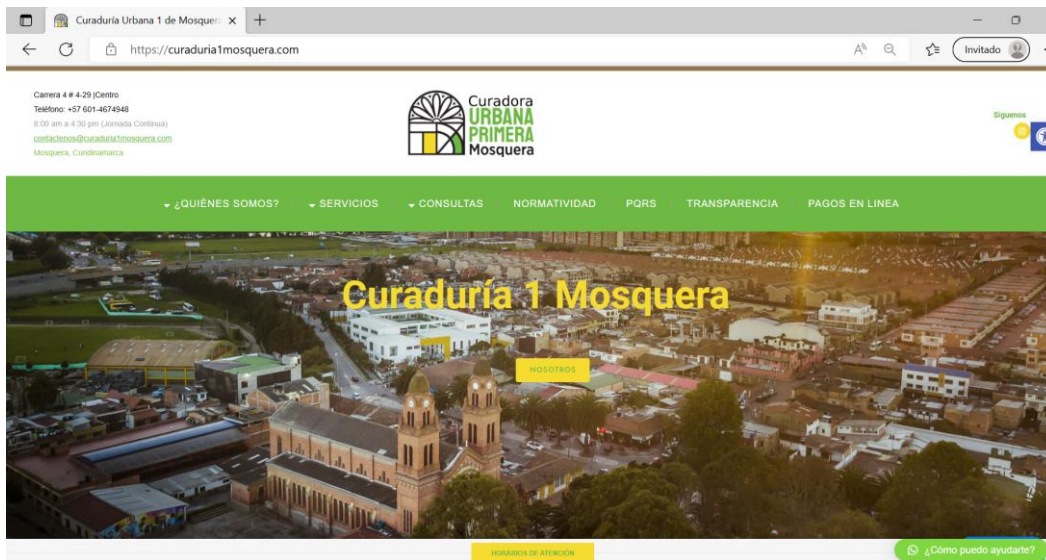 Curaduría Urbana 1 de Mosquer
https://curaduria1mosquera.com
Invitado
Carrera 4 # 4-29 |Centro
Teléfono: +57 601-4674948
8:00 am a 4:30 pm (Jornada Continua)
contactenos@curaduria1mosquera.com
Mosquera, Cundinamarca
Curadora
URBANA
PRIMERA
Mosquera
Síguenos
¿QUIÉNES SOMOS?
SERVICIOS
CONSULTAS
NORMATIVIDAD
PQRS
TRANSPARENCIA
PAGOS EN LINEA
Curaduría 1 Mosquera
NOSOTROS
HORARIOS DE ATENCIÓN
¿Cómo puedo ayudarte?